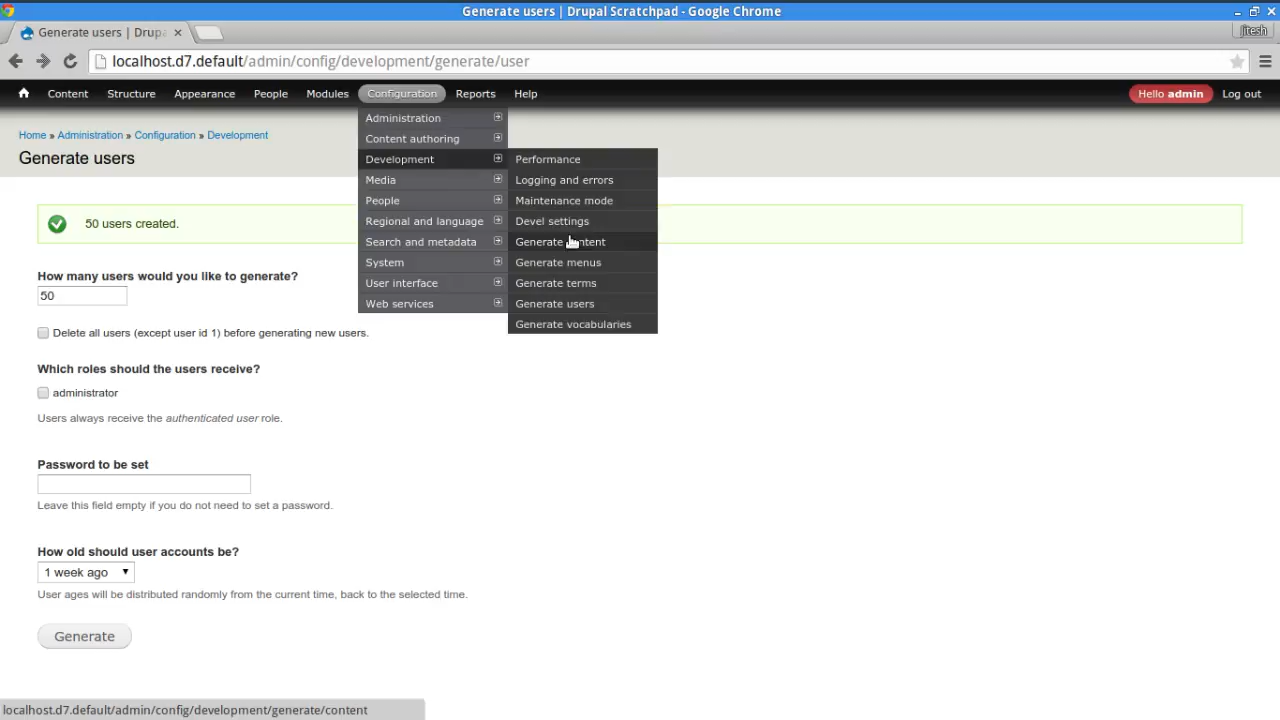 Generate users | Drupal Scratchpad - Google Chrome
Generate users | Drupa
jitesh
localhost.d7.default/admin/config/development/generate/user
Content Structure Appearance People Modules Configuration Reports Help Hello admin Log out
Home » Administration » Configuration » Development
Generate users
Administration
Content authoring
Development
Media
People
Regional and language
Search and metadata
System
User interface
Web services
Performance
Logging and errors
Maintenance mode
Devel settings
Generate content
Generate menus
Generate terms
Generate users
Generate vocabularies
50 users created.
How many users would you like to generate?
50
Delete all users (except user id 1) before generating new users.
Which roles should the users receive?
administrator
Users always receive the authenticated user role.
Password to be set
Leave this field empty if you do not need to set a password.
How old should user accounts be?
1 week ago
User ages will be distributed randomly from the current time, back to the selected time.
Generate
localhost.d7.default/admin/config/development/generate/content